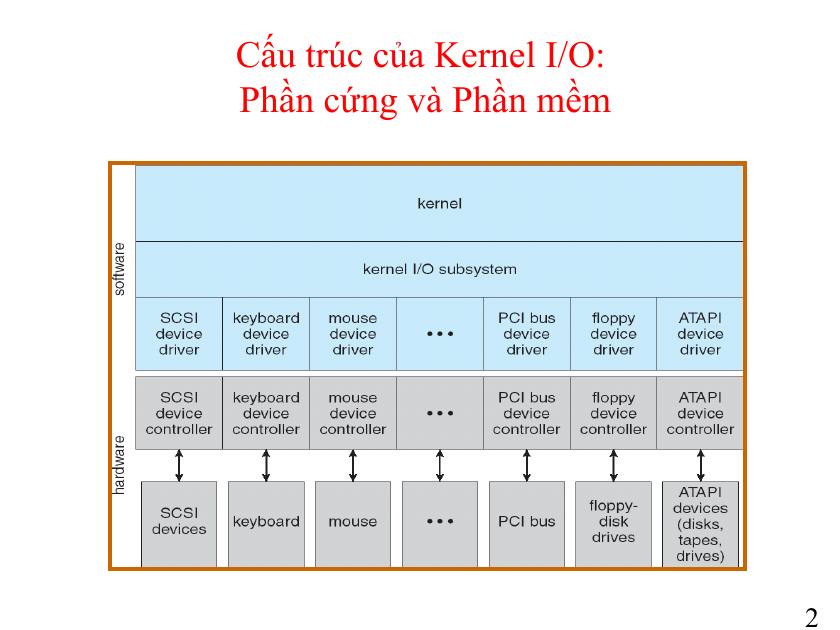 Cấu trúc của Kernel I/O:
Phần cứng và Phần mềm
software
kernel
kernel I/O subsystem
SCSI
device
driver
keyboard
device
driver
mouse
device
driver
•••
PCI bus
device
driver
floppy
device
driver
ATAPI
device
driver
hardware
SCSI
device
controller
keyboard
device
controller
mouse
device
controller
•••
PCI bus
device
controller
floppy
device
controller
ATAPI
device
controller
SCSI
devices
keyboard
mouse
•••
PCI bus
floppy-
disk
drives
ATAPI
devices
(disks,
tapes,
drives)
2